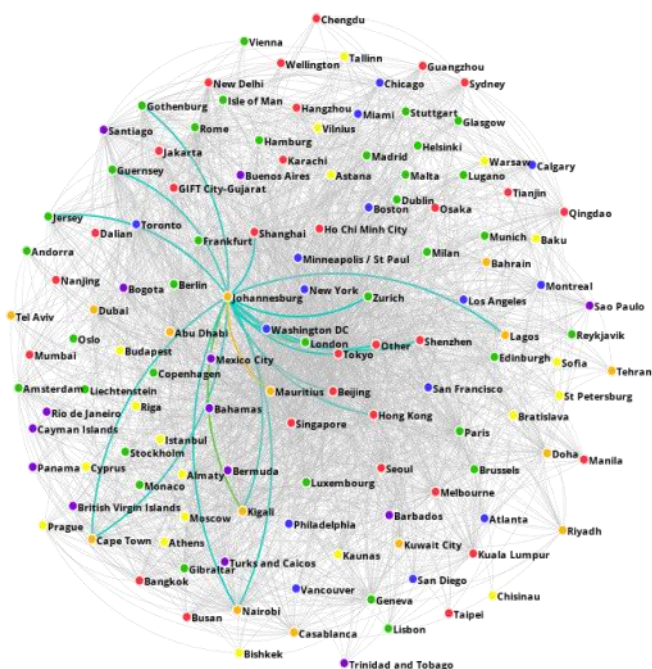 Chengdu
Vienna
Tallinn
Wellington
Guangzhou
New Delhi
Chicago
Sydney
Isle of Man
Gothenburg
Hangzhou
Miami
Stuttgart
Glasgow
Santiago
Rome
Vilnius
Hamburg
Helsinki
Jakarta
Karachi
Madrid
Warsaw
Calgary
Guernsey
Buenos Aires
Astana
Malta
Lugano
GIFT City-Gujarat
Dublin
Tianjin
Boston
Osaka
Qingdao
Jersey
Toronto
Dalian
Frankfurt
Shanghai
Ho Chi Minh City
Munich
Baku
Andorra
Milan
Minneapolis / St Paul
Bahrain
Nanjing
Bogota
Berlin
New York
Montreal
Johannesburg
Zurich
Los Angeles
Sao Paulo
Tel Aviv
Dubai
Abu Dhabi
Washington DC
Lagos
Reykjavik
Oslo
London
Other
Shenzhen
Mumbai
Budapest
Mexico City
Tokyo
Edinburgh
Sofia
Tehran
Copenhagen
Amsterdam
Liechtenstein
Mauritius
Beijing
San Francisco
St Petersburg
Rio de Janeiro
Riga
Bahamas
Hong Kong
Bratislava
Cayman Islands
Singapore
Paris
Istanbul
Stockholm
Doha
Manila
Panama
Cyprus
Almaty
Bermuda
Seoul
Brussels
Monaco
Luxembourg
Melbourne
British Virgin Islands
Kigali
Moscow
Barbados
Atlanta
Prague
Philadelphia
Riyadh
Cape Town
Athens
Kuwait City
Kaunas
Kuala Lumpur
Gibraltar
Turks and Caicos
Bangkok
San Diego
Vancouver
Chisinau
Geneva
Busan
Nairobi
Taipei
Casablanca
Lisbon
Bishkek
Trinidad and Tobago